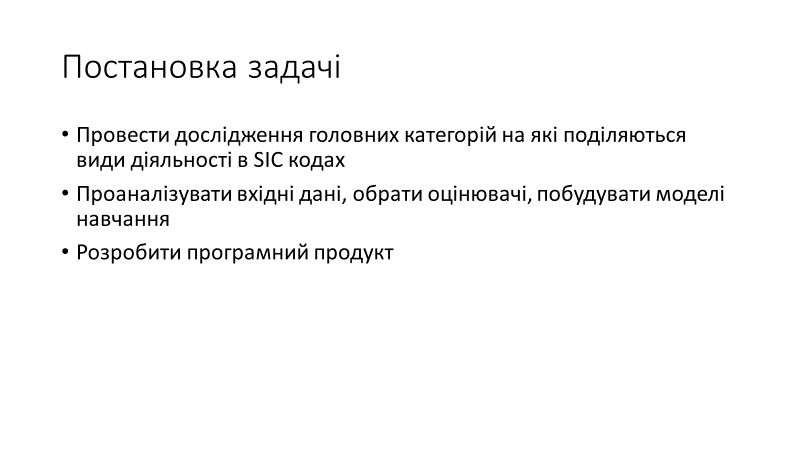 Постановка задачі
• Провести дослідження головних категорій на які поділяються
види діяльності в SIC кодах
• Проаналізувати вхідні дані, обрати оцінювачі, побудувати моделі
навчання
• Розробити програмний продукт